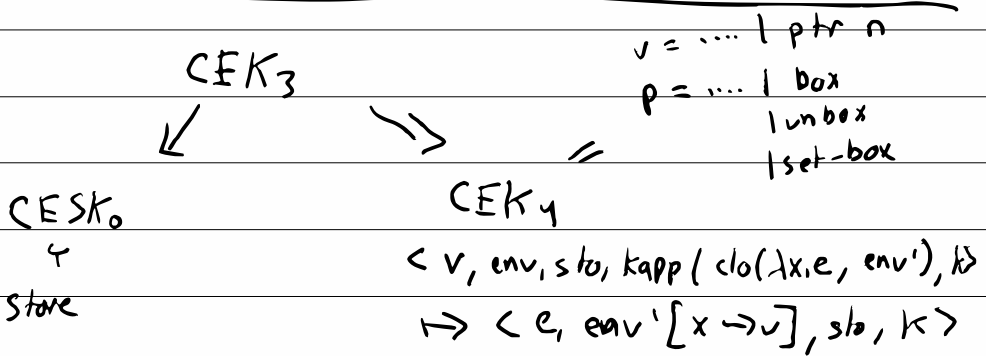 v = .... | ptr n
p = .... | box
| unbox
| set-box
CEK₃
CESK₀
store
CEK₄
< v, env, sto, kapp( clo(λx.e, env'), k>
↦ < e, env'[x→v], sto, k >